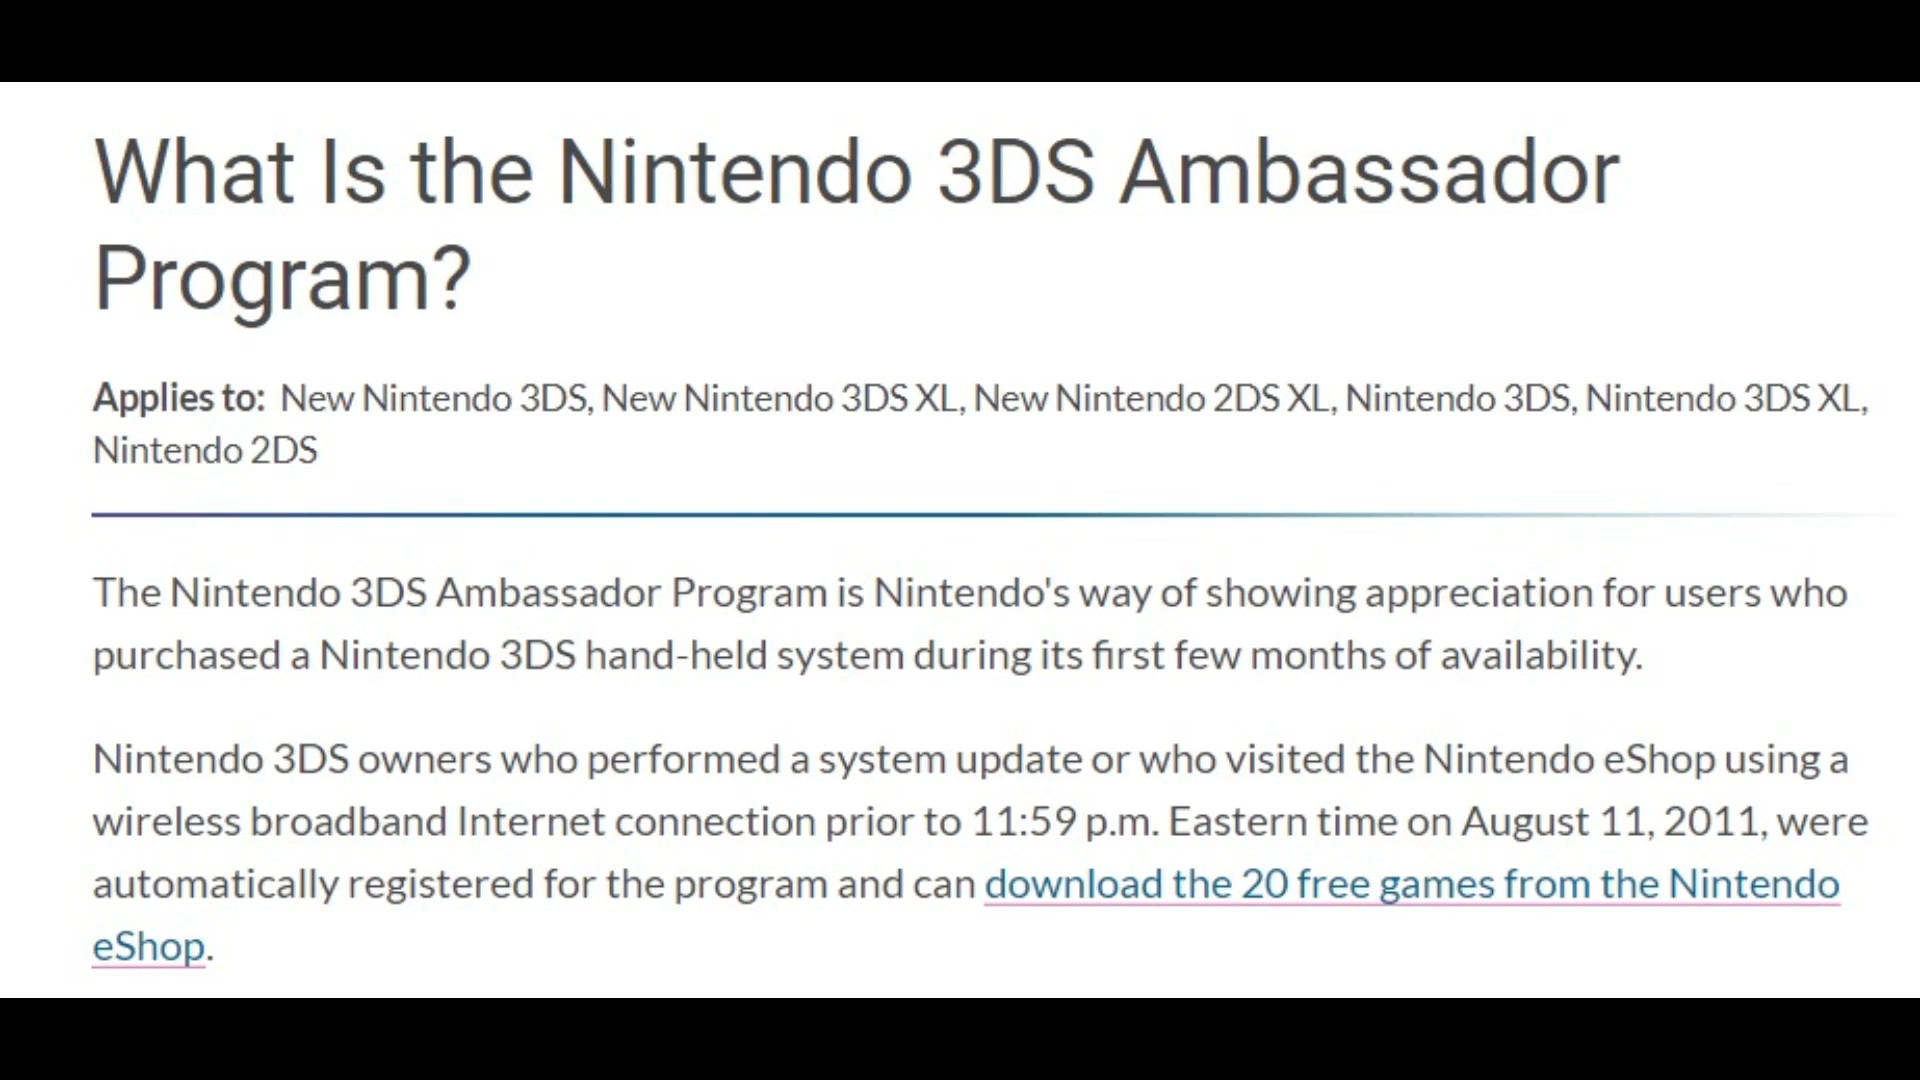 What Is the Nintendo 3DS Ambassador
Program?
Applies to: New Nintendo 3DS, New Nintendo 3DS XL, New Nintendo 2DS XL, Nintendo 3DS, Nintendo 3DS XL,
Nintendo 2DS
The Nintendo 3DS Ambassador Program is Nintendo's way of showing appreciation for users who
purchased a Nintendo 3DS hand-held system during its first few months of availability.
Nintendo 3DS owners who performed a system update or who visited the Nintendo eShop using a
wireless broadband Internet connection prior to 11:59 p.m. Eastern time on August 11, 2011, were
automatically registered for the program and can download the 20 free games from the Nintendo
eShop.